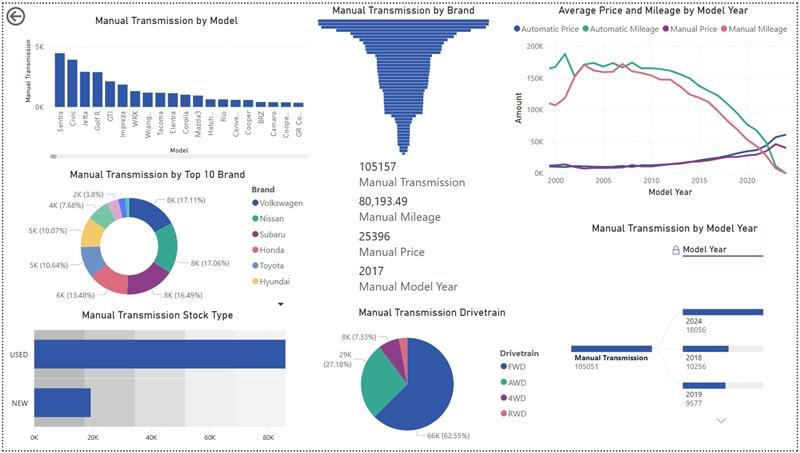 Manual Transmission by Model
Manual Transmission
5K
0K
Sentra
Civic
Jetta
Golf R
GTI
Impreza
WRX
Wrang...
Tacoma
Elantra
Corolla
Mazda3
Hatch...
Rio
Conve...
Cooper
BRZ
Camaro
Coope...
GR Co...
Model
Manual Transmission by Brand
105157
Manual Transmission
80,193.49
Manual Mileage
25396
Manual Price
2017
Manual Model Year
Average Price and Mileage by Model Year
Automatic Price
Automatic Mileage
Manual Price
Manual Mileage
Amount
200K
150K
100K
50K
0K
2000
2005
2010
2015
2020
Model Year
Manual Transmission by Top 10 Brand
2K (3.8%)
4K (7.68%)
5K (10.07%)
5K (10.64%)
6K (13.48%)
8K (17.11%)
8K (17.06%)
8K (16.49%)
Brand
Volkswagen
Nissan
Subaru
Honda
Toyota
Hyundai
Manual Transmission Stock Type
USED
NEW
0K
20K
40K
60K
80K
Manual Transmission Drivetrain
8K (7.33%)
29K
(27.18%)
66K (62.55%)
Drivetrain
FWD
AWD
4WD
RWD
Manual Transmission by Model Year
Model Year
Manual Transmission
105051
2024
18056
2018
10256
2019
9577